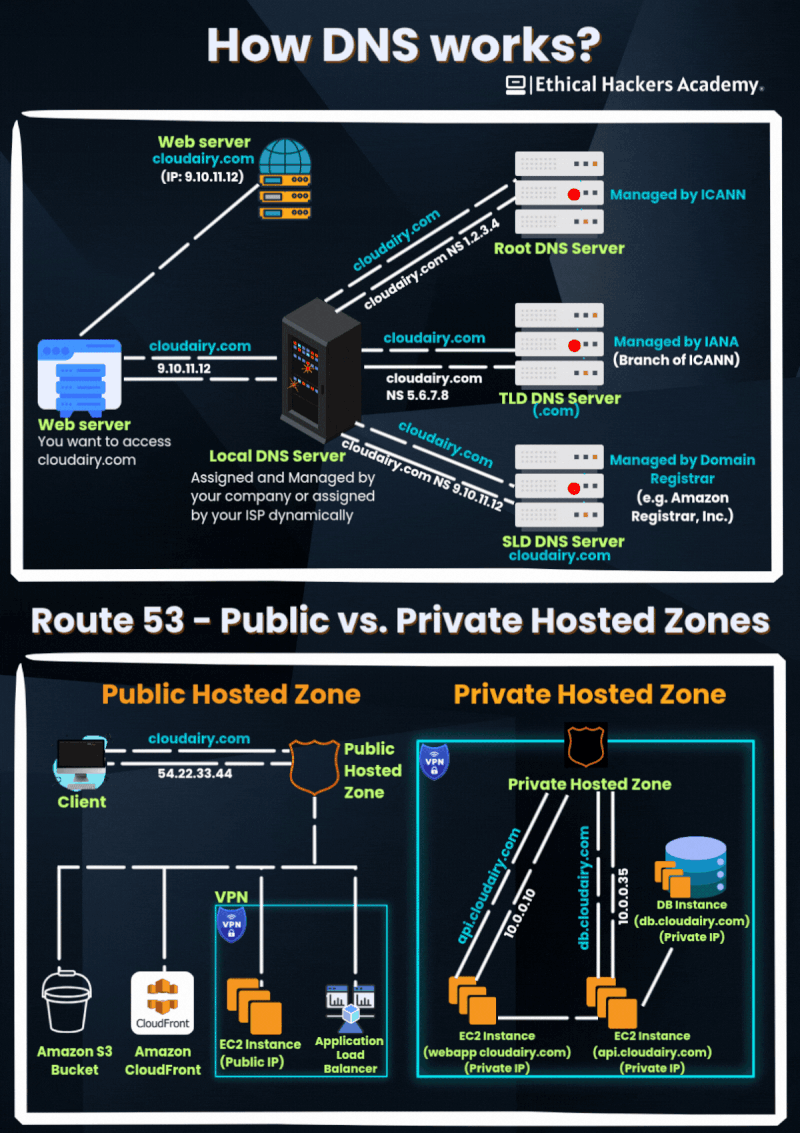 How DNS works?
Ethical Hackers Academy
Web server
cloudairy.com
(IP: 9.10.11.12)
cloudairy.com
cloudairy.com NS 1.2.3.4
Managed by ICANN
Root DNS Server
cloudairy.com
9.10.11.12
cloudairy.com
cloudairy.com
NS 5.6.7.8
Managed by IANA
(Branch of ICANN)
TLD DNS Server
(.com)
Web server
You want to access
cloudairy.com
Local DNS Server
Assigned and Managed by
your company or assigned
by your ISP dynamically
cloudairy.com
cloudairy.com NS 9.10.11.12
Managed by Domain
Registrar
(e.g. Amazon
Registrar, Inc.)
SLD DNS Server
cloudairy.com
Route 53 - Public vs. Private Hosted Zones
Public Hosted Zone
Client
cloudairy.com
54.22.33.44
Public
Hosted
Zone
VPN
VPN
Amazon S3
Bucket
CloudFront
Amazon
CloudFront
EC2 Instance
(Public IP)
Application
Load
Balancer
Private Hosted Zone
VPN
Private Hosted Zone
api.cloudairy.com
10.0.0.10
db.cloudairy.com
10.0.0.35
DB Instance
(db.cloudairy.com)
(Private IP)
EC2 Instance
(webapp cloudairy.com)
(Private IP)
EC2 Instance
(api.cloudairy.com)
(Private IP)